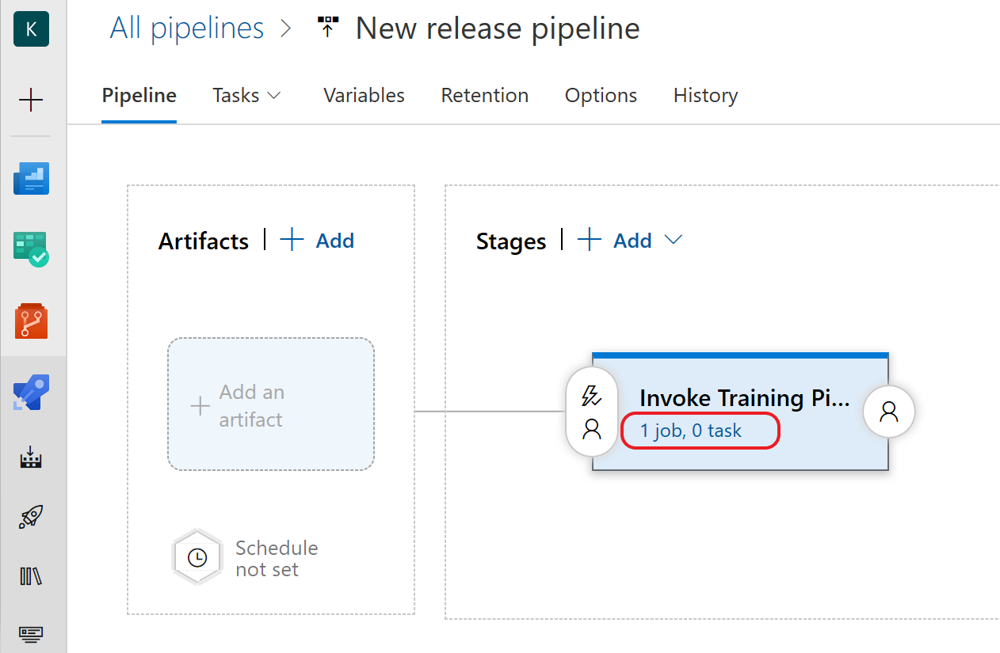 K
All pipelines > New release pipeline
Pipeline Tasks Variables Retention Options History
Artifacts | + Add
Stages | + Add
Add an
artifact
Invoke Training Pi...
1 job, 0 task
Schedule
not set